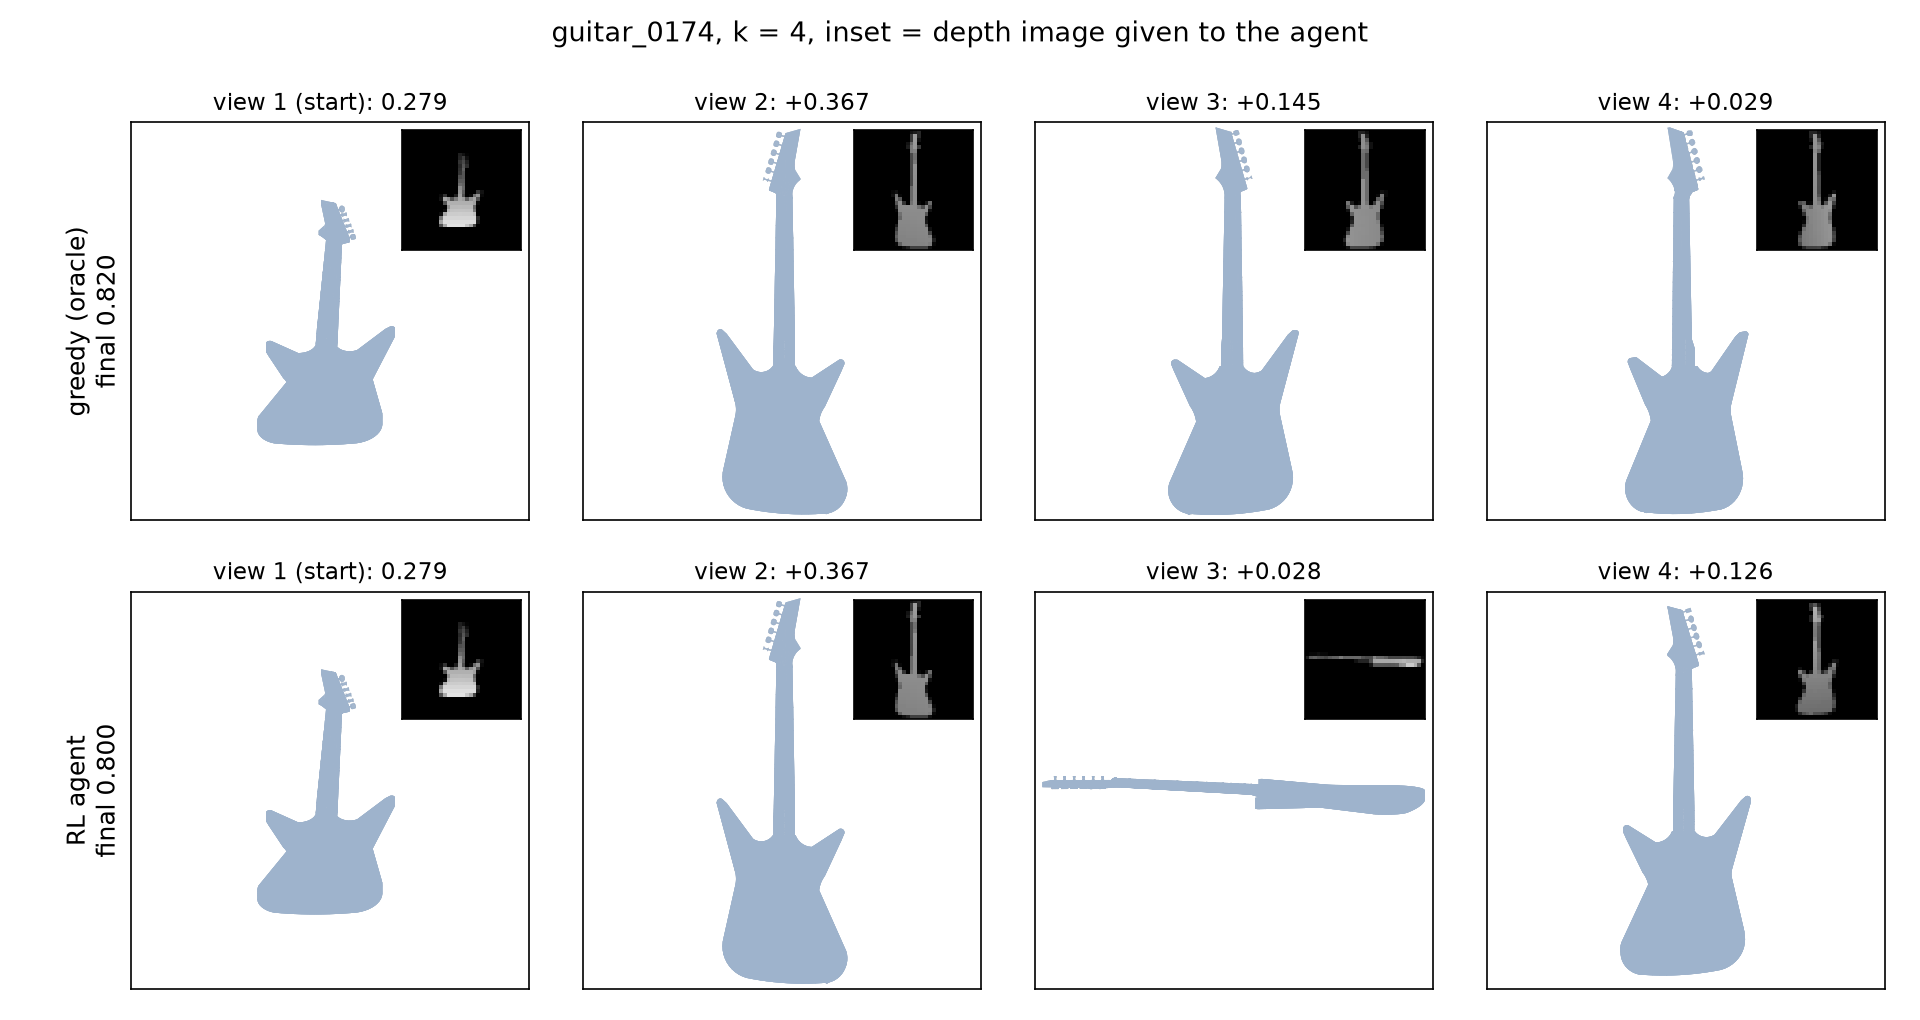 guitar_0174, k = 4, inset = depth image given to the agent
greedy (oracle)
final 0.820
view 1 (start): 0.279
view 2: +0.367
view 3: +0.145
view 4: +0.029
RL agent
final 0.800
view 1 (start): 0.279
view 2: +0.367
view 3: +0.028
view 4: +0.126